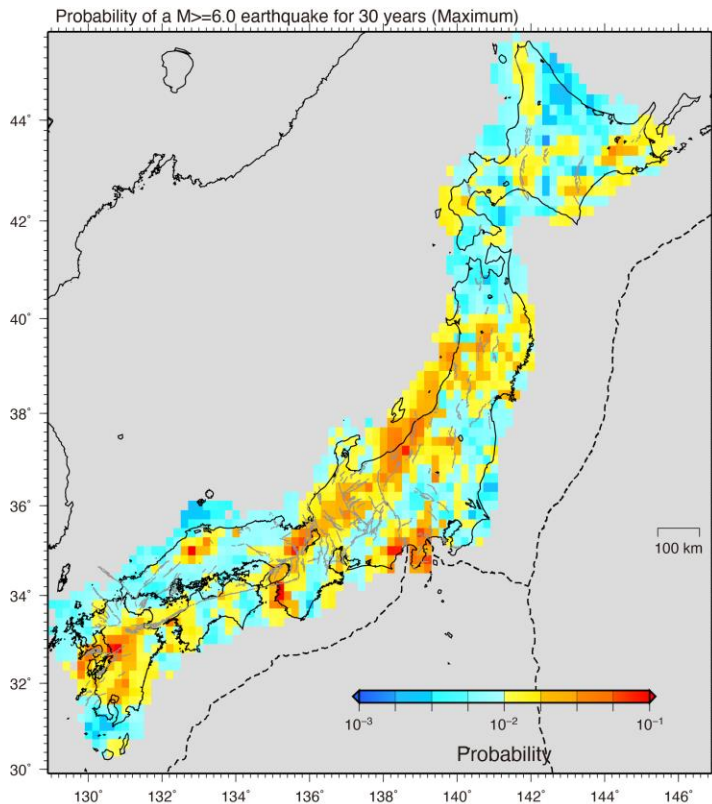 Probability of a M>=6.0 earthquake for 30 years (Maximum)
44˚
42˚
40˚
38˚
36˚
34˚
32˚
30˚
100 km
10⁻³ 10⁻² 10⁻¹
Probability
130˚ 132˚ 134˚ 136˚ 138˚ 140˚ 142˚ 144˚ 146˚